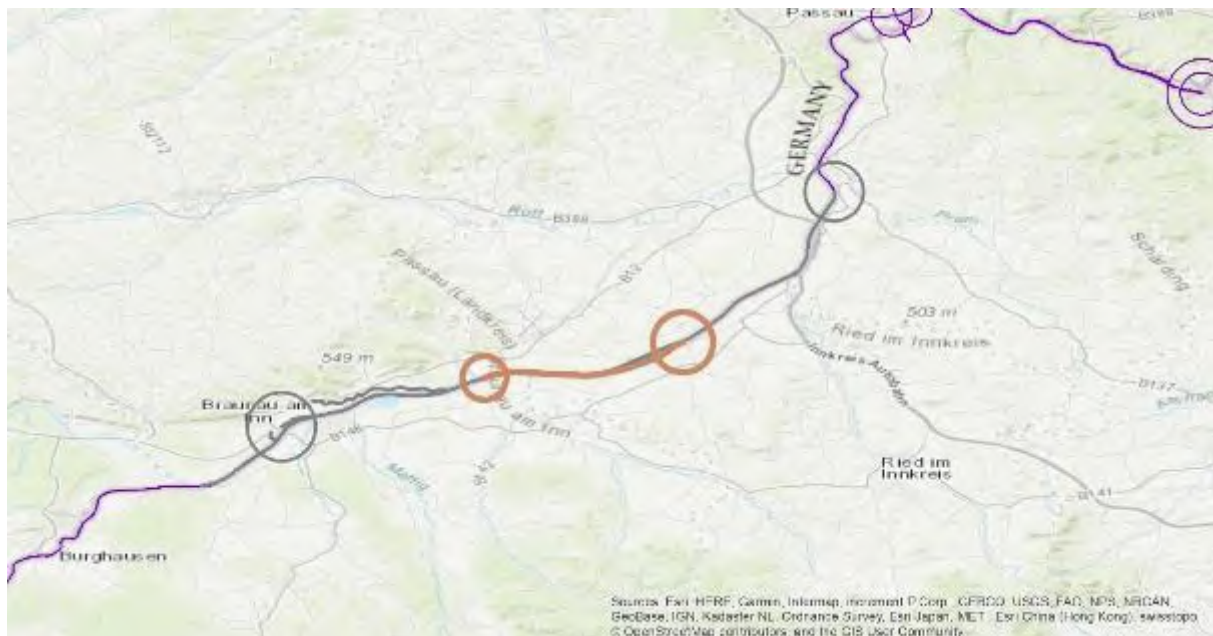 Passau
GERMANY
Rott
B388
Pram
Schärding
B12
Passau (Landkreis)
503 m
Ried im Innkreis
Innkreis-Autobahn
549 m
B137
Braunau am
Inn
am Inn
B148
Ried im
Innkreis
B141
Burghausen
Sources: Esri, HERE, Garmin, Intermap, increment P Corp., GEBCO, USGS, FAO, NPS, NRCAN,
GeoBase, IGN, Kadaster NL, Ordnance Survey, Esri Japan, METI, Esri China (Hong Kong), swisstopo,
© OpenStreetMap contributors, and the GIS User Community